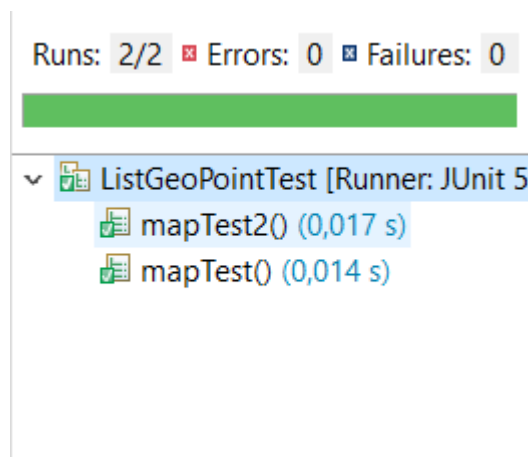 Runs: 2/2 Errors: 0 Failures: 0
ListGeoPointTest [Runner: JUnit 5
mapTest2() (0,017 s)
mapTest() (0,014 s)